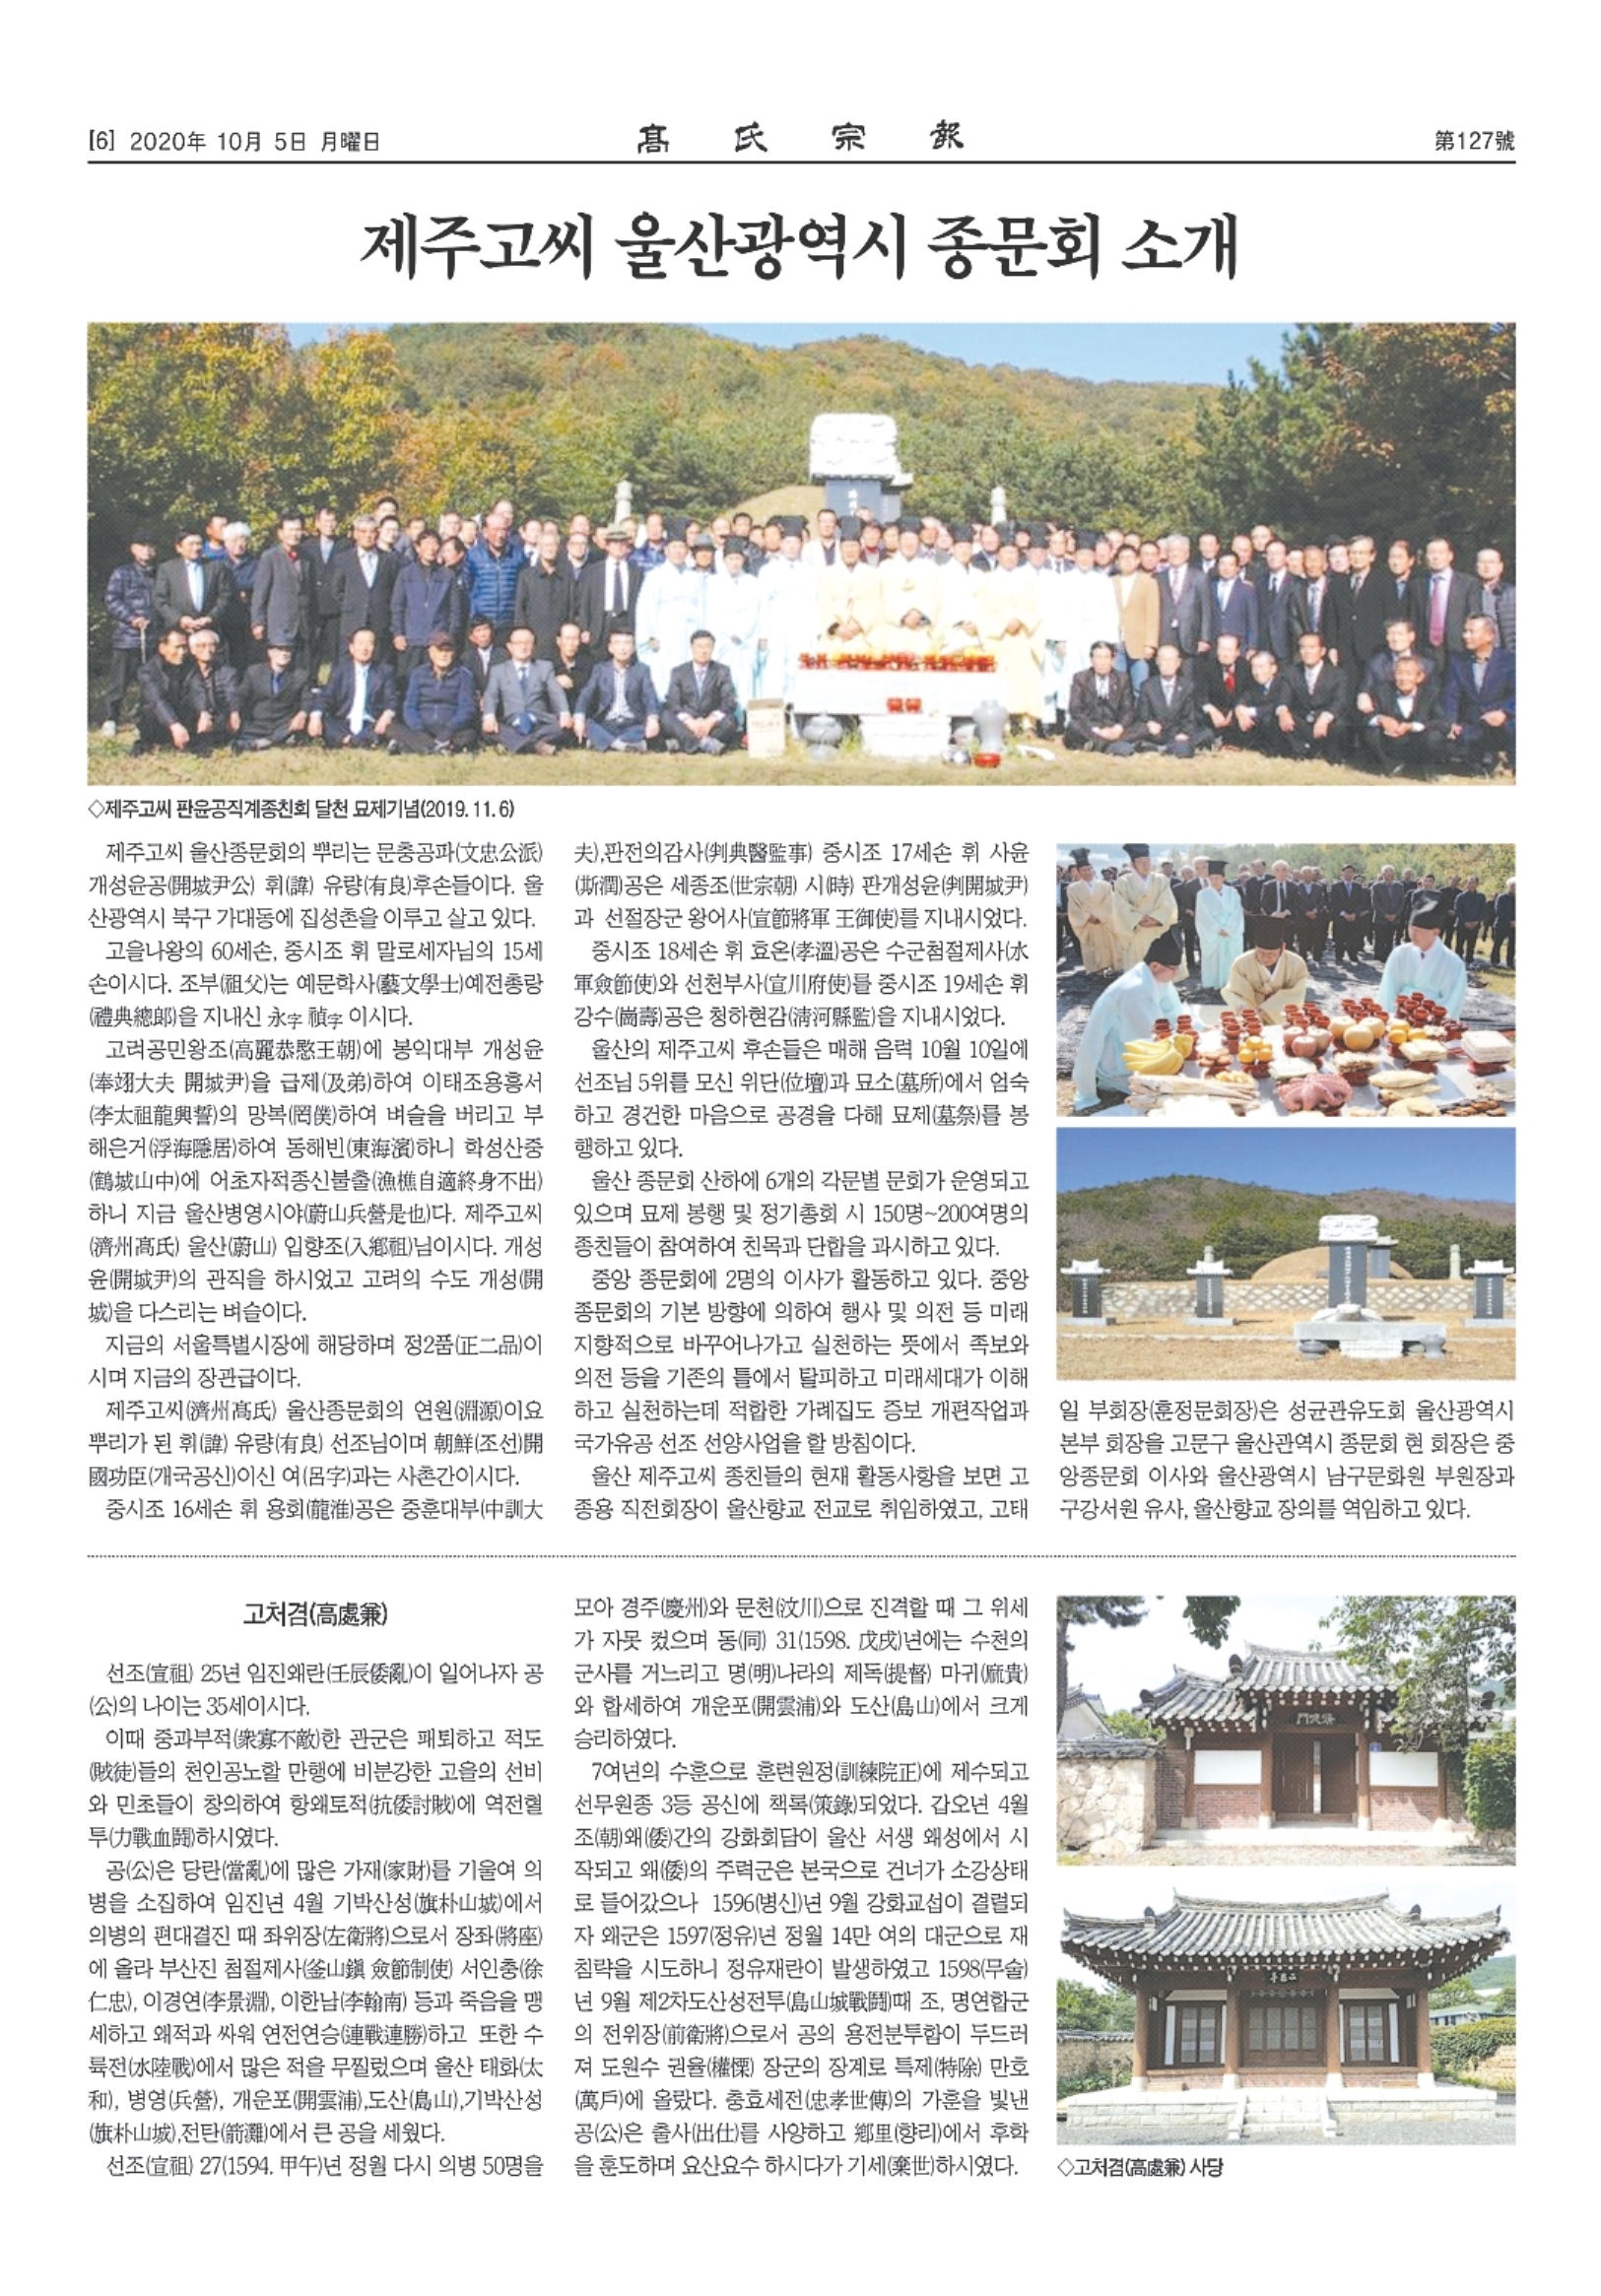 [6] 2020年 10月 5日 月曜日
高 氏 宗 報
第127號
제주고씨 울산광역시 종문회 소개
◇제주고씨 판윤공직계종친회 달천 묘제기념(2019. 11. 6)
제주고씨 울산종문회의 뿌리는 문충공파(文忠公派)
개성윤공(開城尹公) 휘(諱) 유량(有良)후손들이다. 울
산광역시 북구 가대동에 집성촌을 이루고 살고 있다.
고을나왕의 60세손, 중시조 휘 말로세자님의 15세
손이시다. 조부(祖父)는 예문학사(藝文學士)예전총랑
(禮典總郞)을 지내신 永字 禎字 이시다.
고려공민왕조(高麗恭愍王朝)에 봉익대부 개성윤
(奉翊大夫 開城尹)을 급제(及弟)하여 이태조용흥서
(李太祖龍興誓)의 망복(罔僕)하여 벼슬을 버리고 부
해은거(浮海隱居)하여 동해빈(東海濱)하니 학성산중
(鶴城山中)에 어초자적종신불출(漁樵自適終身不出)
하니 지금 울산병영시야(蔚山兵營是也)다. 제주고씨
(濟州髙氏) 울산(蔚山) 입향조(入鄕祖)님이시다. 개성
윤(開城尹)의 관직을 하시었고 고려의 수도 개성(開
城)을 다스리는 벼슬이다.
지금의 서울특별시장에 해당하며 정2품(正二品)이
시며 지금의 장관급이다.
제주고씨(濟州髙氏) 울산종문회의 연원(淵源)이요
뿌리가 된 휘(諱) 유량(有良) 선조님이며 朝鮮(조선)開
國功臣(개국공신)이신 여(呂字)과는 사촌간이시다.
중시조 16세손 휘 용회(龍淮)공은 중훈대부(中訓大
夫),판전의감사(判典醫監事) 중시조 17세손 휘 사윤
(斯潤)공은 세종조(世宗朝) 시(時) 판개성윤(判開城尹)
과 선절장군 왕어사(宣節將軍 王御使)를 지내시었다.
중시조 18세손 휘 효온(孝溫)공은 수군첨절제사(水
軍僉節使)와 선천부사(宣川府使)를 중시조 19세손 휘
강수(崗壽)공은 청하현감(淸河縣監)을 지내시었다.
울산의 제주고씨 후손들은 매해 음력 10월 10일에
선조님 5위를 모신 위단(位壇)과 묘소(墓所)에서 엄숙
하고 경건한 마음으로 공경을 다해 묘제(墓祭)를 봉
행하고 있다.
울산 종문회 산하에 6개의 각문별 문회가 운영되고
있으며 묘제 봉행 및 정기총회 시 150명~200여명의
종친들이 참여하여 친목과 단합을 과시하고 있다.
중앙 종문회에 2명의 이사가 활동하고 있다. 중앙
종문회의 기본 방향에 의하여 행사 및 의전 등 미래
지향적으로 바꾸어나가고 실천하는 뜻에서 족보와
의전 등을 기존의 틀에서 탈피하고 미래세대가 이해
하고 실천하는데 적합한 가례집도 증보 개편작업과
국가유공 선조 선양사업을 할 방침이다.
울산 제주고씨 종친들의 현재 활동사항을 보면 고
종용 직전회장이 울산향교 전교로 취임하였고, 고태
일 부회장(훈정문회장)은 성균관유도회 울산광역시
본부 회장을 고문구 울산관역시 종문회 현 회장은 중
앙종문회 이사와 울산광역시 남구문화원 부원장과
구강서원 유사, 울산향교 장의를 역임하고 있다.
고처겸(高處兼)
선조(宣祖) 25년 임진왜란(壬辰倭亂)이 일어나자 공
(公)의 나이는 35세이시다.
이때 중과부적(衆寡不敵)한 관군은 패퇴하고 적도
(賊徒)들의 천인공노할 만행에 비분강한 고을의 선비
와 민초들이 창의하여 항왜토적(抗倭討賊)에 역전혈
투(力戰血鬪)하시였다.
공(公)은 당란(當亂)에 많은 가재(家財)를 기울여 의
병을 소집하여 임진년 4월 기박산성(旗朴山城)에서
의병의 편대결진 때 좌위장(左衛將)으로서 장좌(將座)
에 올라 부산진 첨절제사(釜山鎭 僉節制使) 서인충(徐
仁忠), 이경연(李景淵), 이한남(李翰南) 등과 죽음을 맹
세하고 왜적과 싸워 연전연승(連戰連勝)하고 또한 수
륙전(水陸戰)에서 많은 적을 무찔렀으며 울산 태화(太
和), 병영(兵營), 개운포(開雲浦),도산(島山),기박산성
(旗朴山城),전탄(箭灘)에서 큰 공을 세웠다.
선조(宣祖) 27(1594. 甲午)년 정월 다시 의병 50명을
모아 경주(慶州)와 문천(汶川)으로 진격할 때 그 위세
가 자못 컸으며 동(同) 31(1598. 戊戌)년에는 수천의
군사를 거느리고 명(明)나라의 제독(提督) 마귀(麻貴)
와 합세하여 개운포(開雲浦)와 도산(島山)에서 크게
승리하였다.
7여년의 수훈으로 훈련원정(訓練院正)에 제수되고
선무원종 3등 공신에 책록(策錄)되었다. 갑오년 4월
조(朝)왜(倭)간의 강화회담이 울산 서생 왜성에서 시
작되고 왜(倭)의 주력군은 본국으로 건너가 소강상태
로 들어갔으나 1596(병신)년 9월 강화교섭이 결렬되
자 왜군은 1597(정유)년 정월 14만 여의 대군으로 재
침략을 시도하니 정유재란이 발생하였고 1598(무술)
년 9월 제2차도산성전투(島山城戰鬪)때 조, 명연합군
의 전위장(前衛將)으로서 공의 용전분투함이 두드러
져 도원수 권율(權慄) 장군의 장계로 특제(特除) 만호
(萬戶)에 올랐다. 충효세전(忠孝世傳)의 가훈을 빛낸
공(公)은 출사(出仕)를 사양하고 鄕里(향리)에서 후학
을 훈도하며 요산요수 하시다가 기세(棄世)하시였다.
◇고처겸(高處兼) 사당